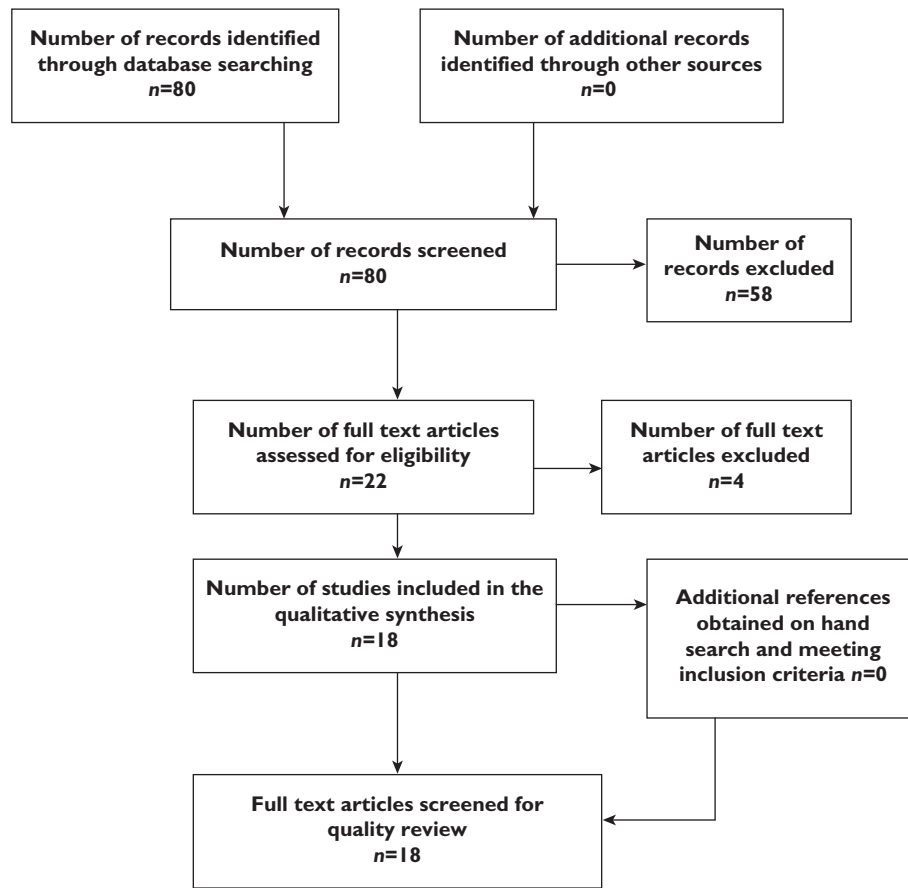 Number of records identified
through database searching
n=80
Number of additional records
identified through other sources
n=0
Number of records screened
n=80
Number of
records excluded
n=58
Number of full text articles
assessed for eligibility
n=22
Number of full text
articles excluded
n=4
Number of studies included in the
qualitative synthesis
n=18
Additional references
obtained on hand
search and meeting
inclusion criteria n=0
Full text articles screened for
quality review
n=18